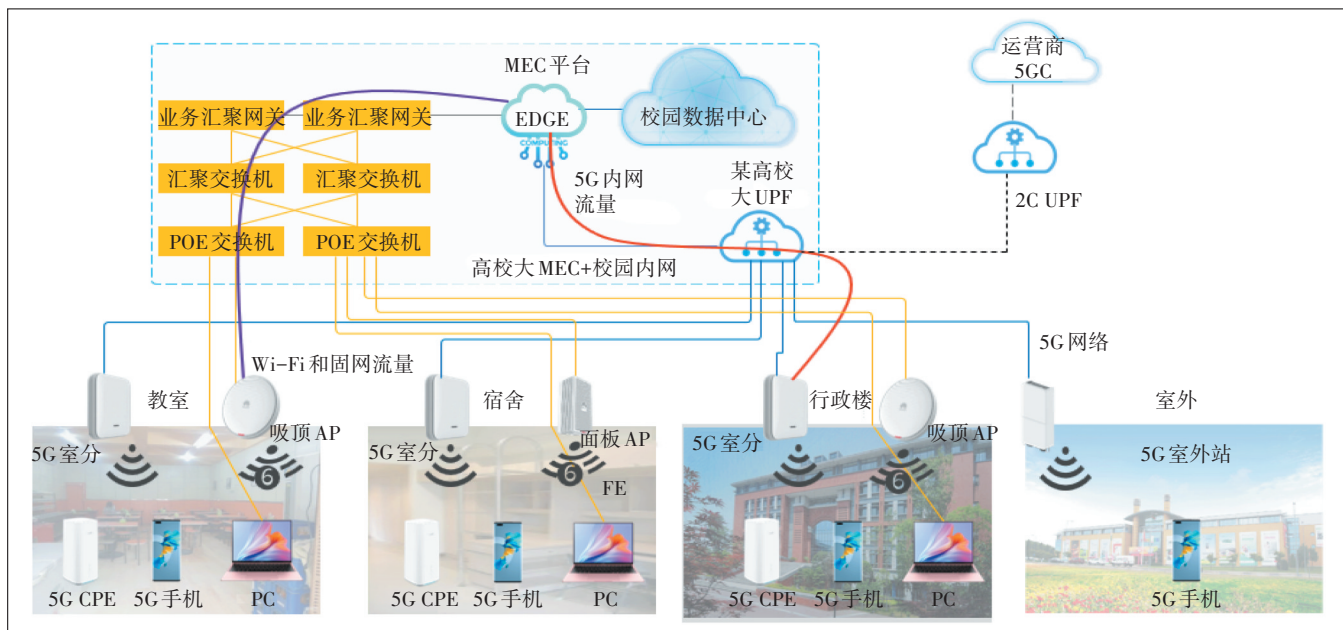 MEC平台
运营商
5GC
业务汇聚网关
业务汇聚网关
EDGE
COMPUTING
校园数据中心
汇聚交换机
汇聚交换机
5G内网
流量
某高校
大UPF
2C UPF
POE交换机
POE交换机
高校大MEC+校园内网
Wi-Fi和固网流量
5G网络
教室
宿舍
行政楼
室外
5G室分
吸顶AP
5G室分
面板AP
5G室分
吸顶AP
5G室外站
6
6
6
FE
5G CPE
5G手机
PC
5G CPE
5G手机
PC
5G CPE
5G手机
PC
5G手机